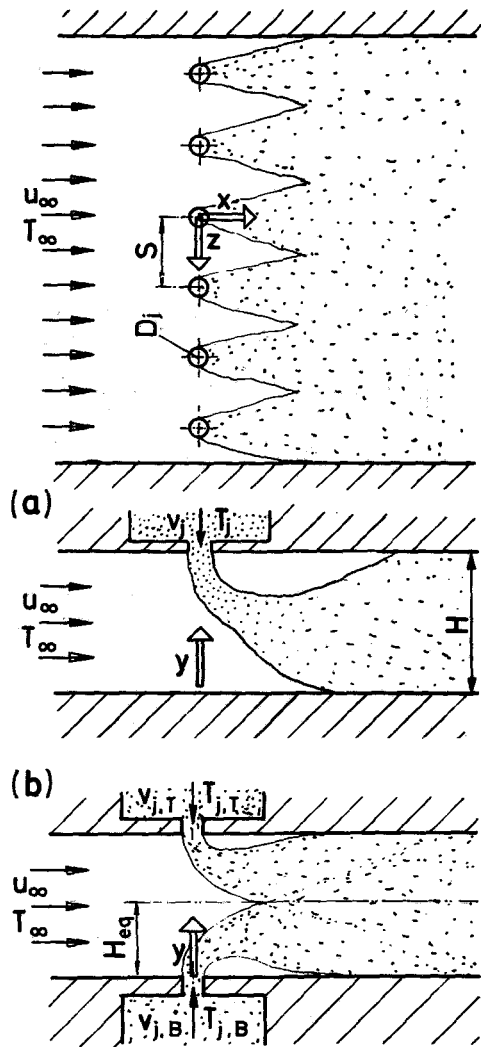 u∞
T∞
x
z
S
Dj
(a)
vj Tj
u∞
T∞
y
H
(b)
vj,T Tj,T
u∞
T∞
Heq
y
vj,B Tj,B